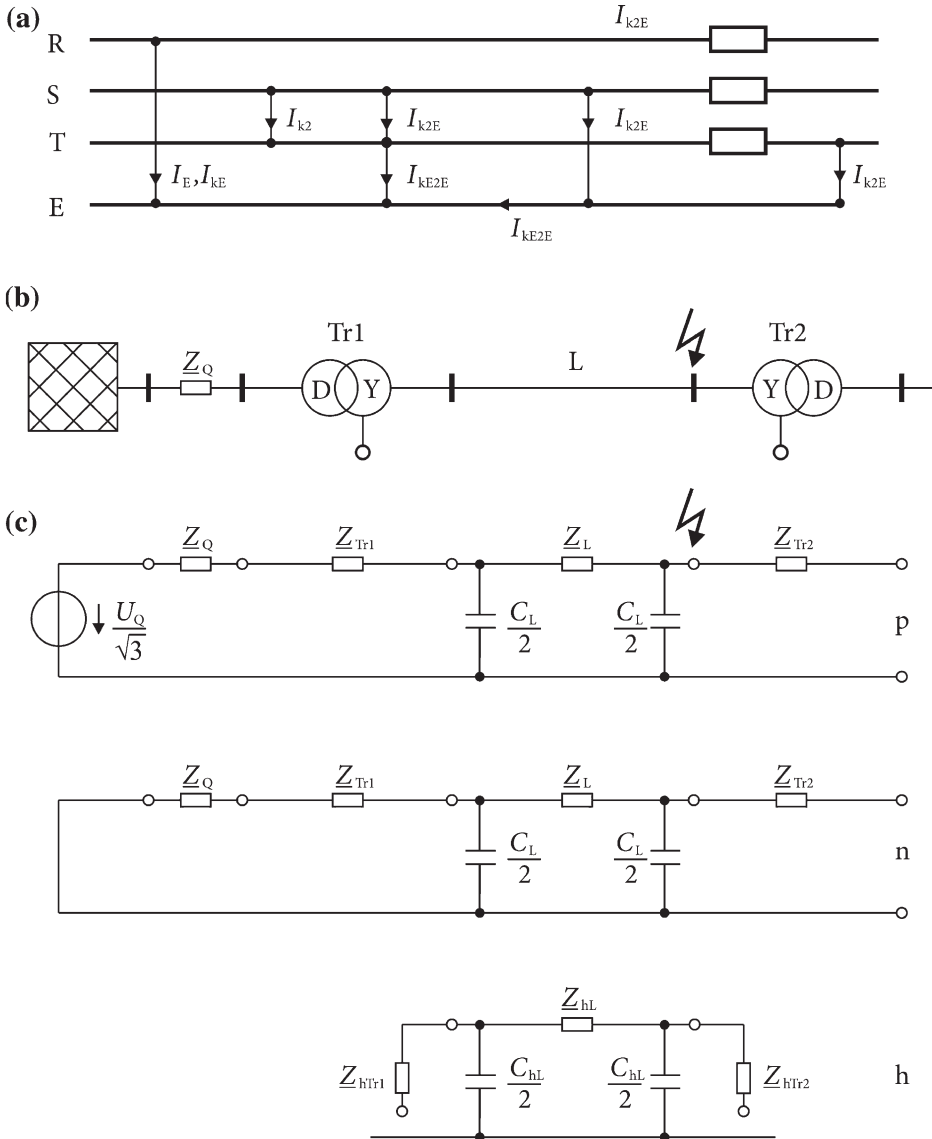 (a)
I_k2E
R
S
I_k2 I_k2E I_k2E
T
I_E, I_kE I_kE2E I_k2E
E
I_kE2E
(b)
Tr1 Tr2
Z_Q L
D Y Y D
(c)
Z_Q Z_Tr1 Z_L Z_Tr2
U_Q/√3 C_L/2 C_L/2 p
Z_Q Z_Tr1 Z_L Z_Tr2
C_L/2 C_L/2 n
Z_hL
Z_hTr1 C_hL/2 C_hL/2 Z_hTr2 h